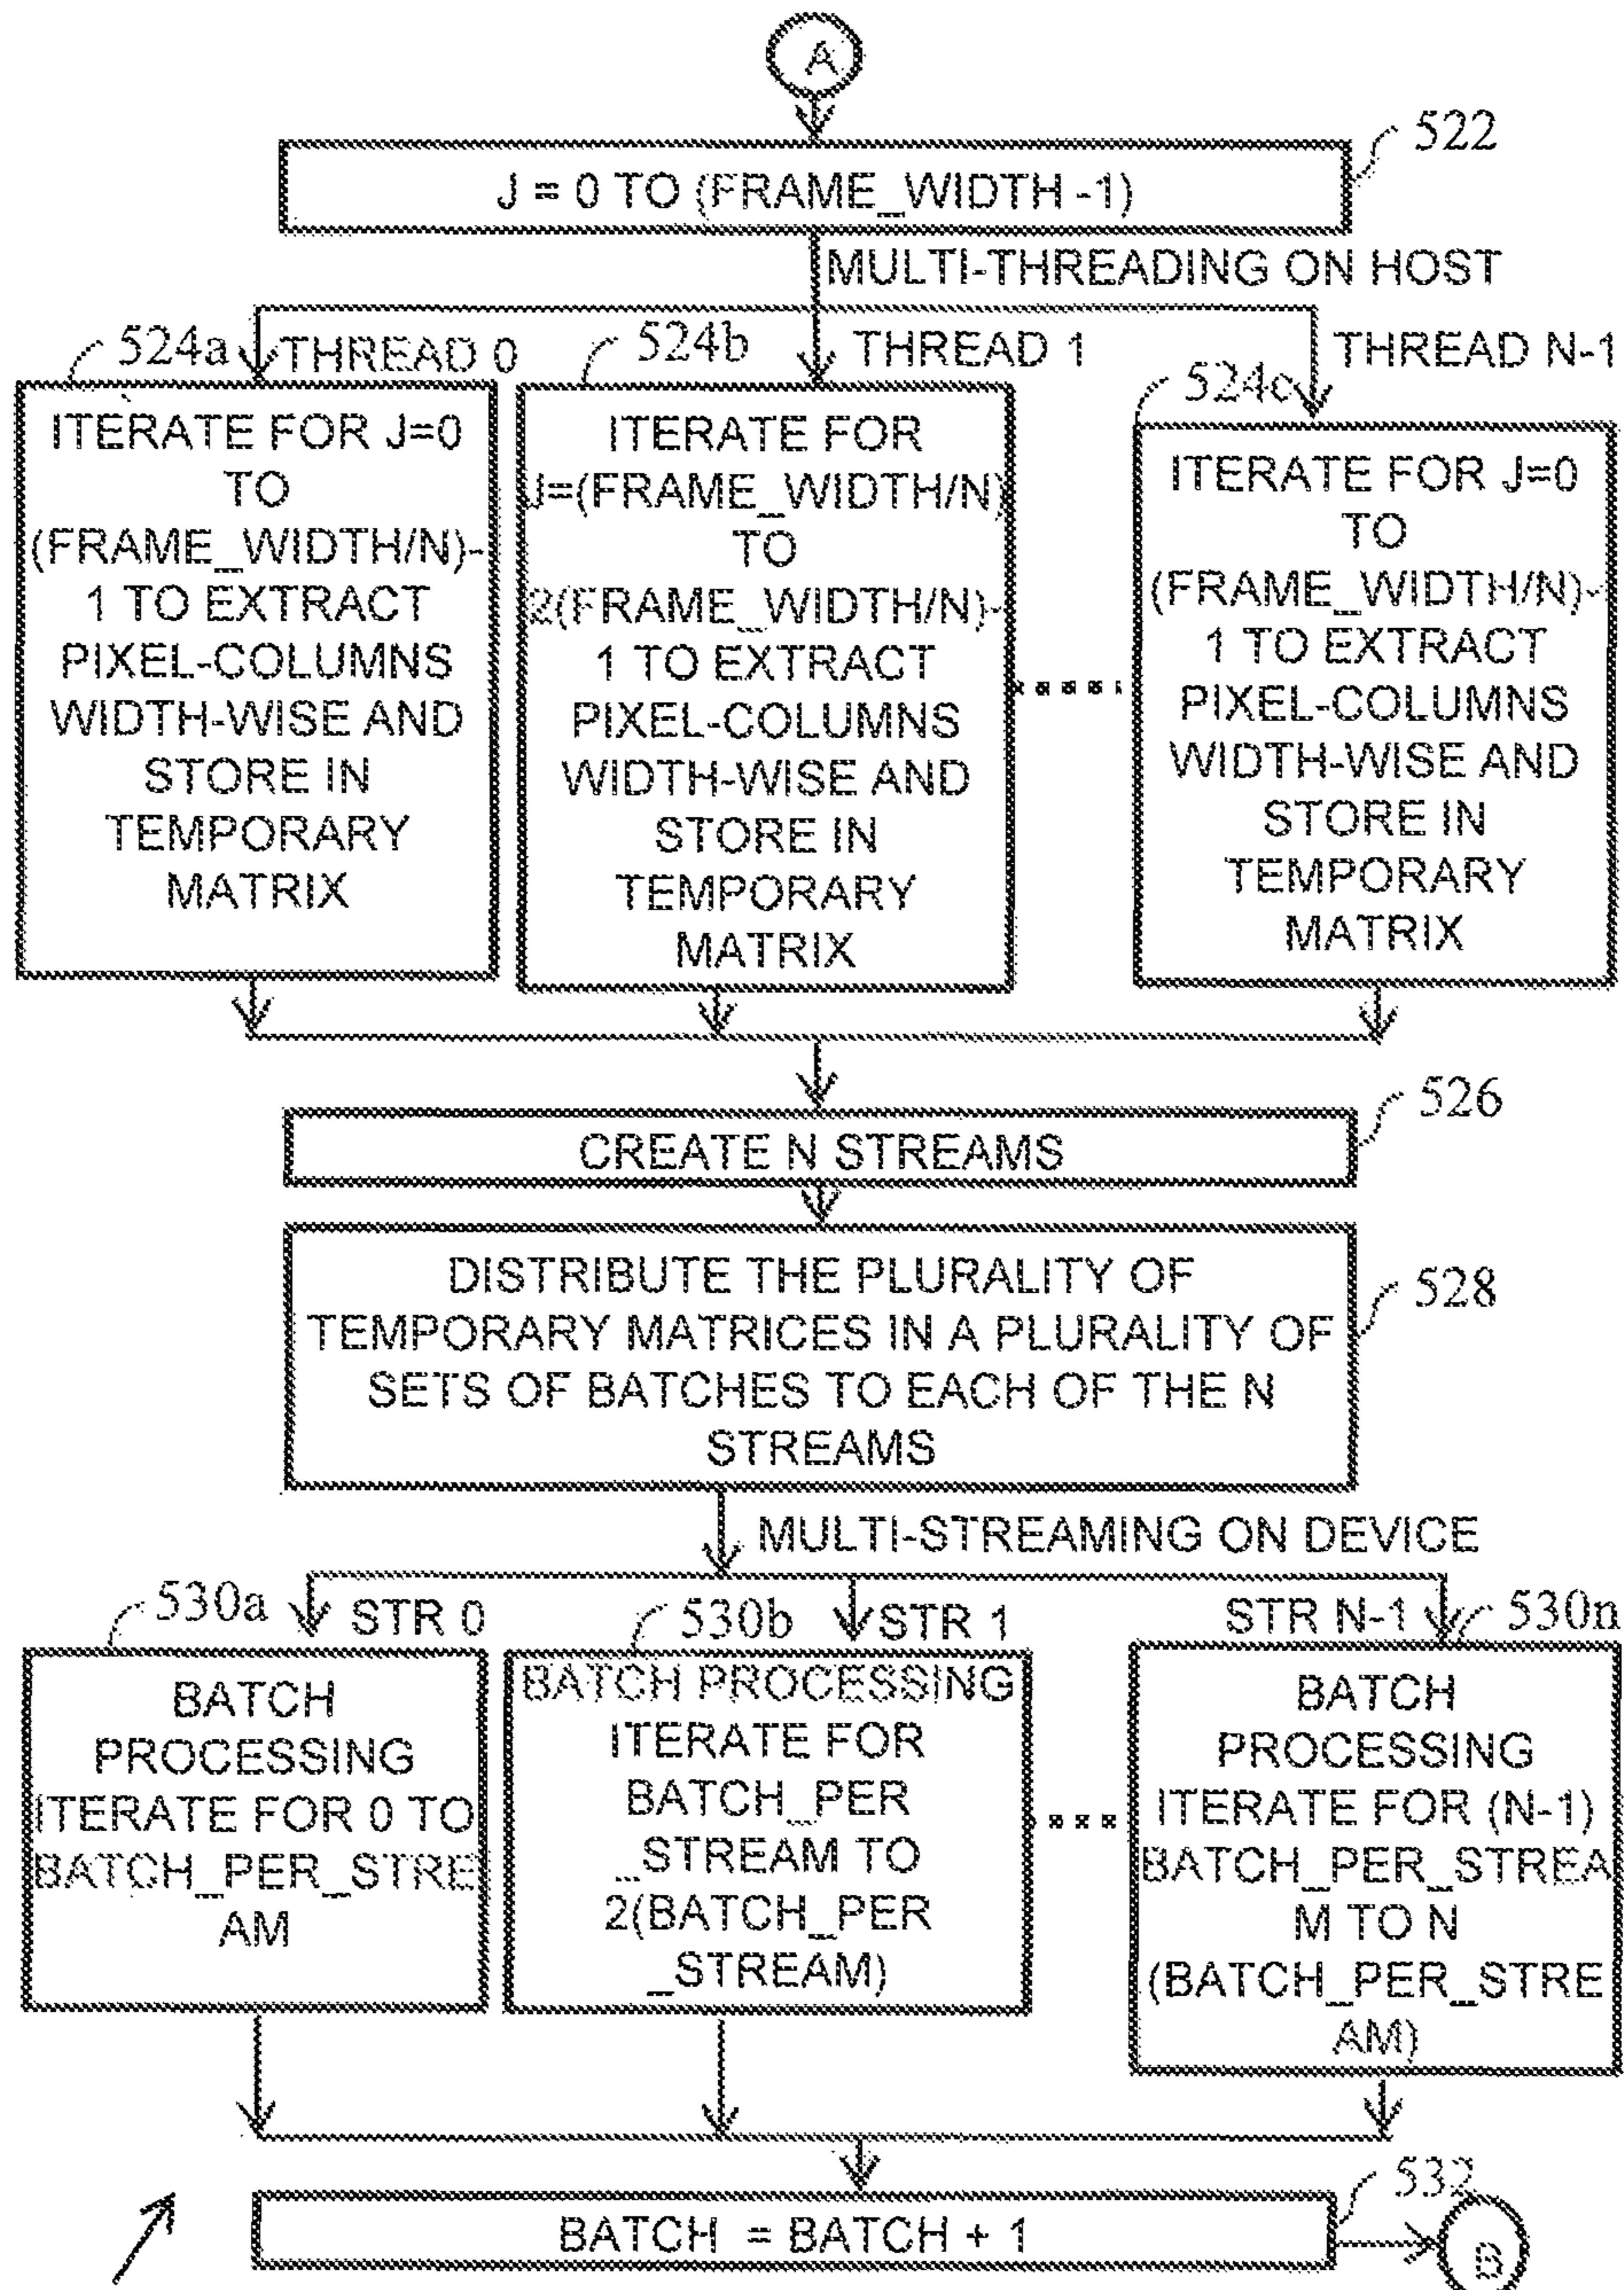 A
522
J = 0 TO (FRAME_WIDTH -1)
MULTI-THREADING ON HOST
524a
THREAD 0
524b
THREAD 1
THREAD N-1
524c
ITERATE FOR J=0
TO
(FRAME_WIDTH/N)-
1 TO EXTRACT
PIXEL-COLUMNS
WIDTH-WISE AND
STORE IN
TEMPORARY
MATRIX
ITERATE FOR
J=(FRAME_WIDTH/N)
TO
2(FRAME_WIDTH/N)-
1 TO EXTRACT
PIXEL-COLUMNS
WIDTH-WISE AND
STORE IN
TEMPORARY
MATRIX
ITERATE FOR J=0
TO
(FRAME_WIDTH/N)-
1 TO EXTRACT
PIXEL-COLUMNS
WIDTH-WISE AND
STORE IN
TEMPORARY
MATRIX
526
CREATE N STREAMS
DISTRIBUTE THE PLURALITY OF
TEMPORARY MATRICES IN A PLURALITY OF
SETS OF BATCHES TO EACH OF THE N
STREAMS
528
MULTI-STREAMING ON DEVICE
530a
STR 0
530b
STR 1
STR N-1
530n
BATCH
PROCESSING
ITERATE FOR 0 TO
BATCH_PER_STRE
AM
BATCH PROCESSING
ITERATE FOR
BATCH_PER
_STREAM TO
2(BATCH_PER
_STREAM)
BATCH
PROCESSING
ITERATE FOR (N-1)
BATCH_PER_STREA
M TO N
(BATCH_PER_STRE
AM)
532
BATCH = BATCH + 1
B